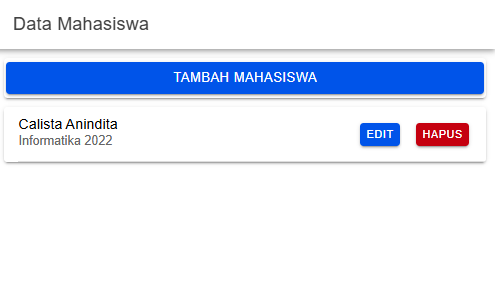 Data Mahasiswa
TAMBAH MAHASISWA
Calista Anindita
Informatika 2022
EDIT
HAPUS